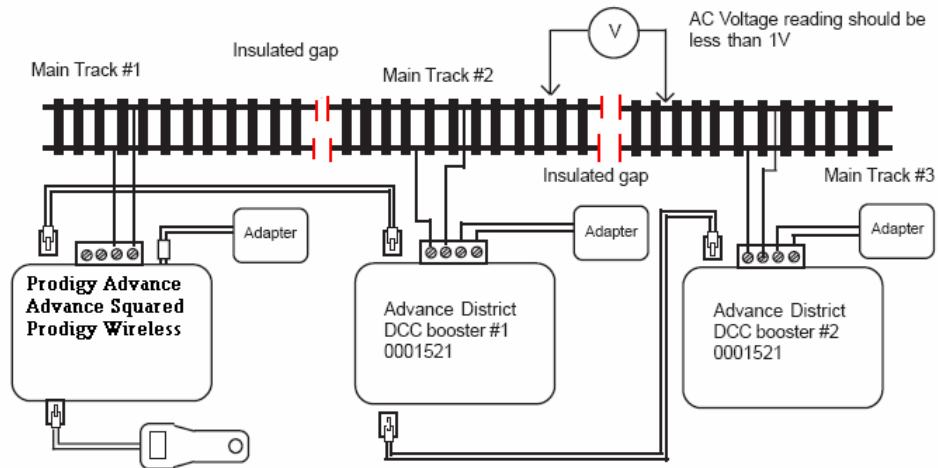 AC Voltage reading should be
less than 1V
V
Insulated gap
Main Track #1
Main Track #2
Insulated gap
Main Track #3
Adapter
Adapter
Adapter
Prodigy Advance
Advance Squared
Prodigy Wireless
Advance District
DCC booster #1
0001521
Advance District
DCC booster #2
0001521